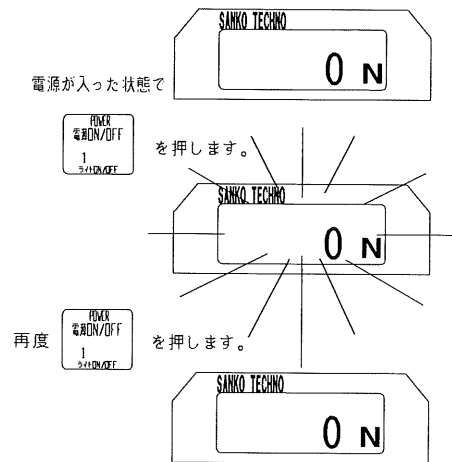 SANKO TECHNO
0 N
電源が入った状態で
POWER
電源ON/OFF
1
ライトON/OFF
を押します。
SANKO TECHNO
0 N
再度
POWER
電源ON/OFF
1
ライトON/OFF
を押します。
SANKO TECHNO
0 N